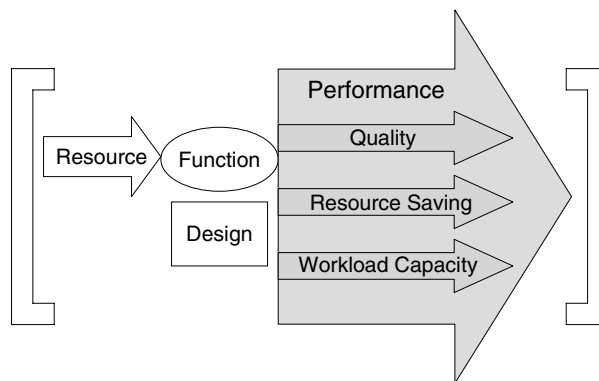 Performance
Quality
Resource
Function
Resource Saving
Design
Workload Capacity